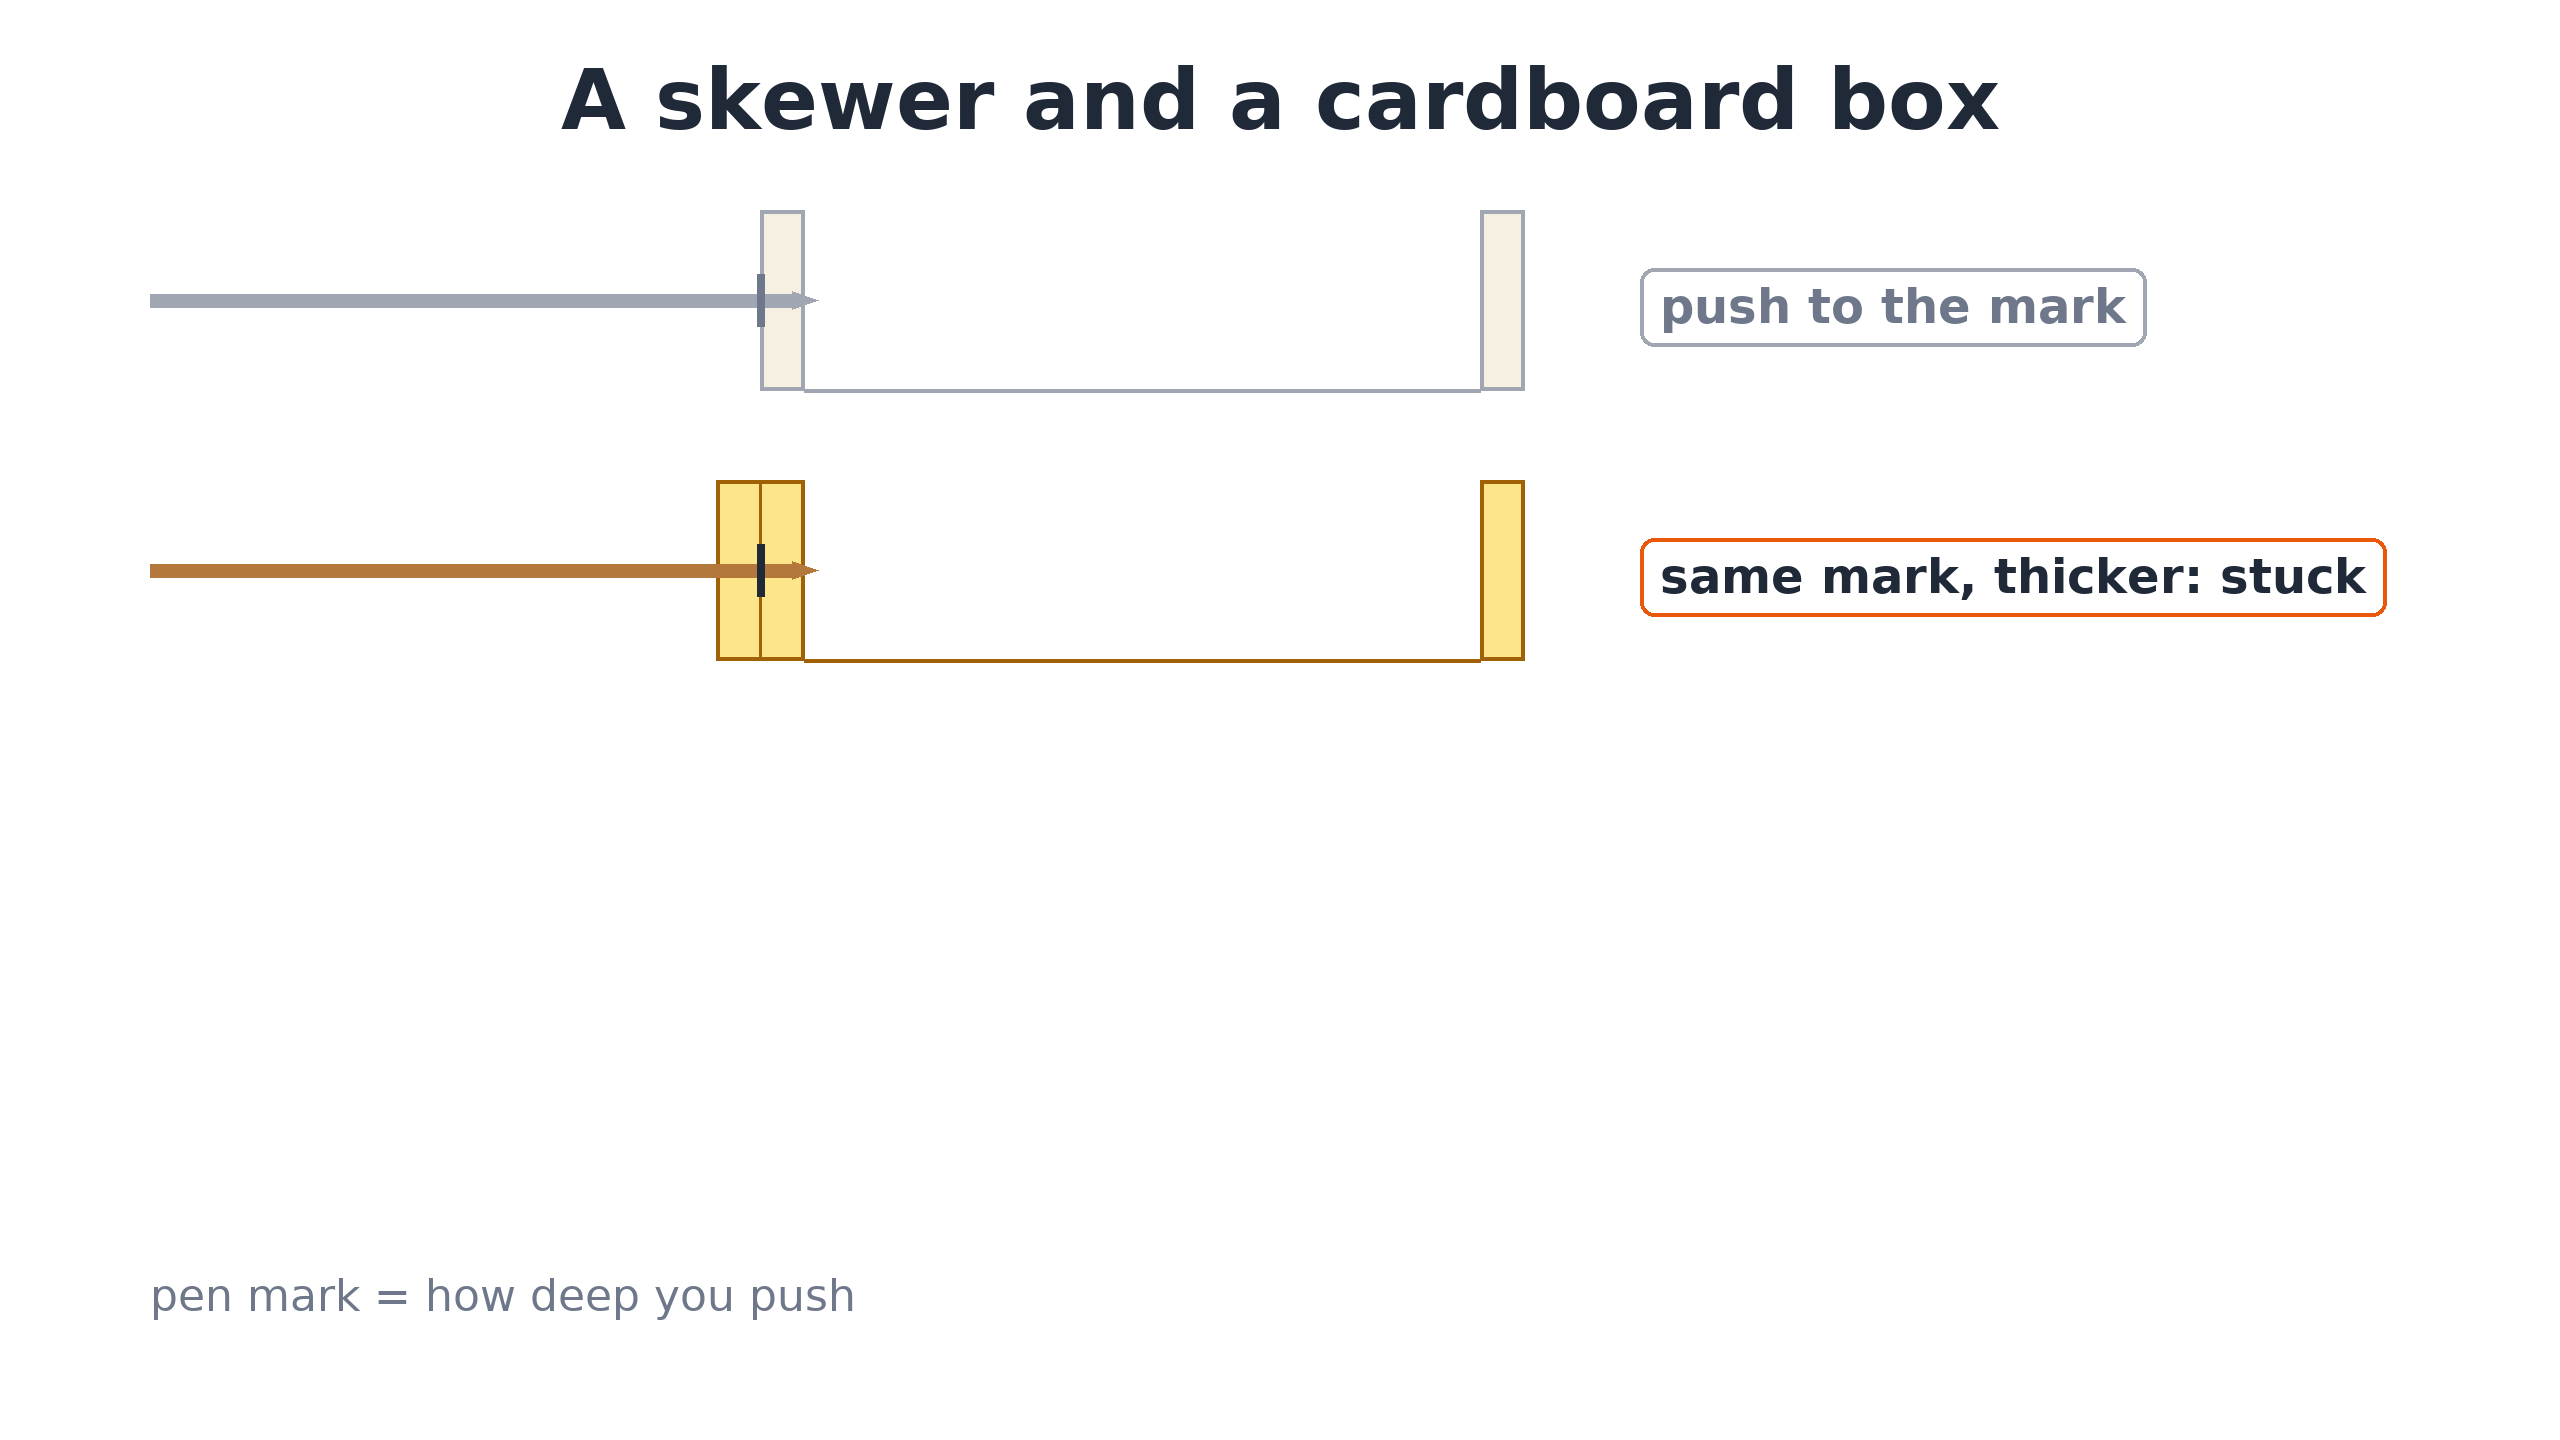 A skewer and a cardboard box
push to the mark
same mark, thicker: stuck
pen mark = how deep you push